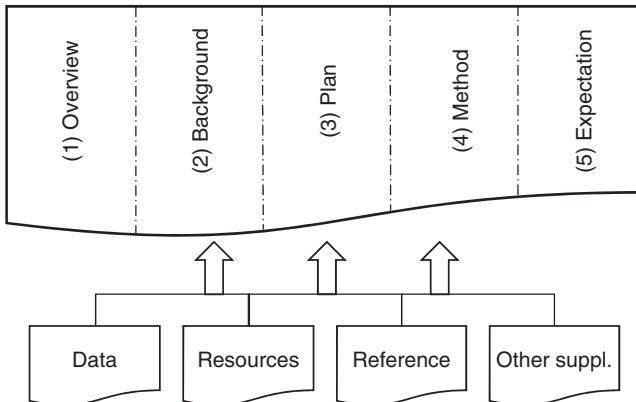 (1) Overview
(2) Background
(3) Plan
(4) Method
(5) Expectation
Data
Resources
Reference
Other suppl.